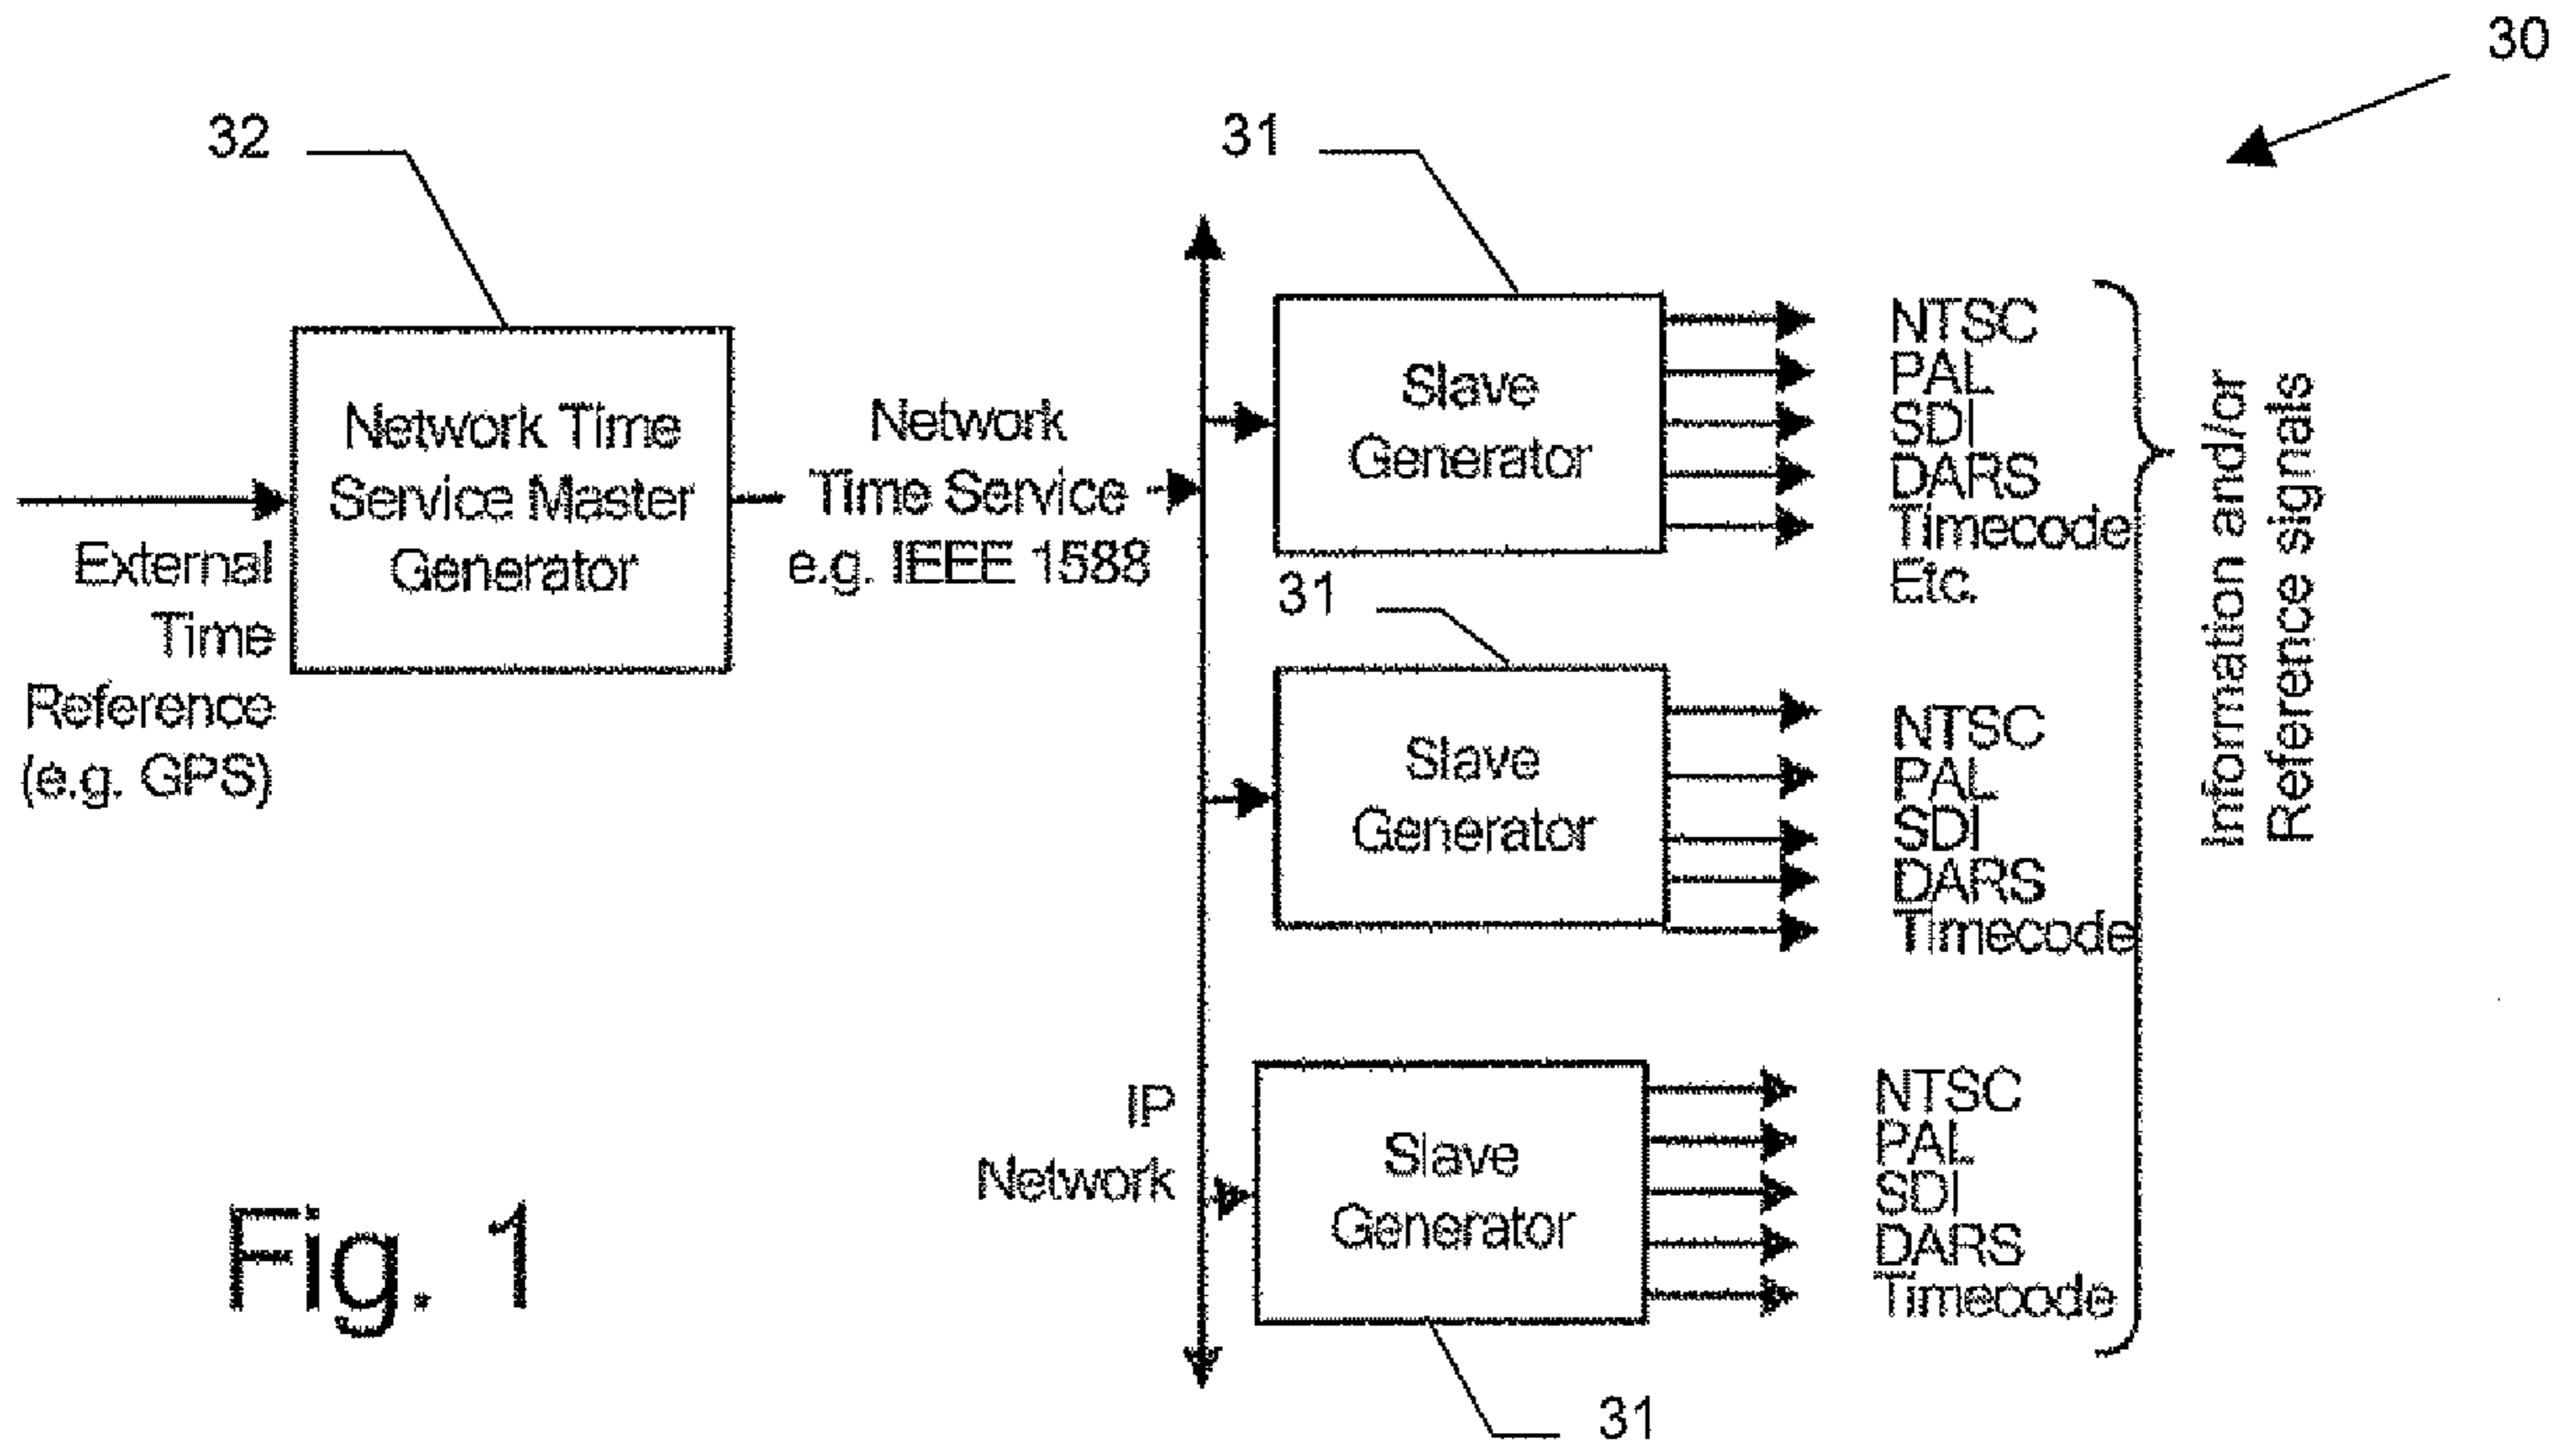 30
32
31
Network Time
Service Master
Generator
External
Time
Reference
(e.g. GPS)
Network
Time Service
e.g. IEEE 1588
Slave
Generator
NTSC
PAL
SDI
DARS
Timecode
Etc.
31
Slave
Generator
NTSC
PAL
SDI
DARS
Timecode
IP
Network
Slave
Generator
NTSC
PAL
SDI
DARS
Timecode
31
Information and/or
Reference signals
Fig. 1